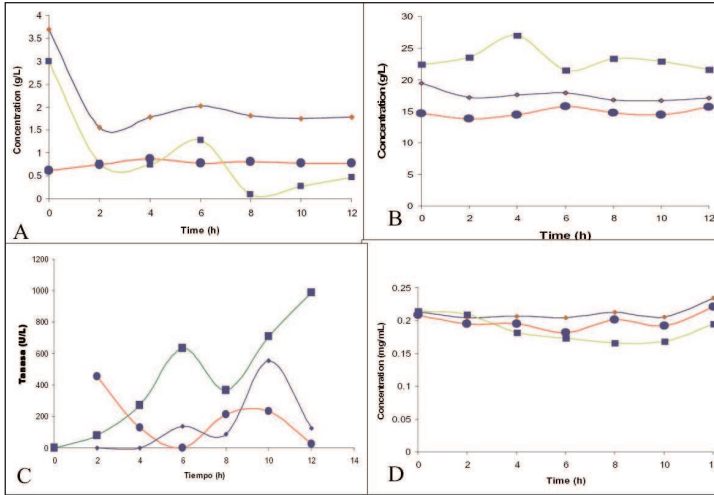 Concentration (g/L)
4
3.5
3
2.5
2
1.5
1
0.5
0
0 2 4 6 8 10 12
Time (h)
A
Concentration (g/L)
30
25
20
15
10
5
0
0 2 4 6 8 10 12
Time (h)
B
Tanasa (U/L)
1200
1000
800
600
400
200
0
0 2 4 6 8 10 12 14
Tiempo (h)
C
Concentration (mg/mL)
0.25
0.2
0.15
0.1
0.05
0
0 2 4 6 8 10 1
Time (h)
D